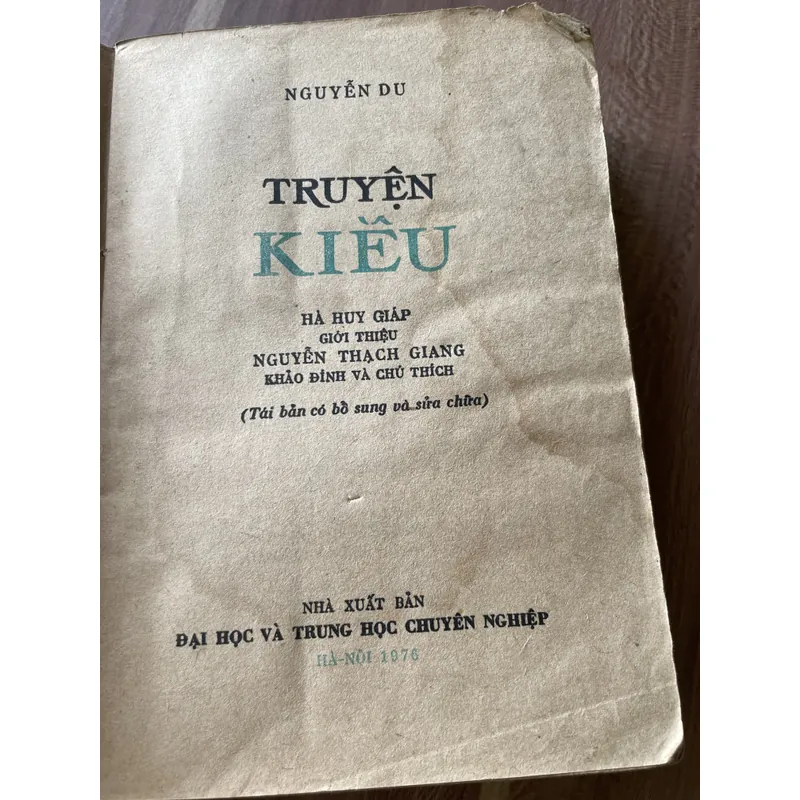 NGUYỄN DU
TRUYỆN
KIỀU
HÀ HUY GIÁP
GIỚI THIỆU
NGUYỄN THẠCH GIANG
KHẢO ĐÍNH VÀ CHÚ THÍCH
(Tái bản có bổ sung và sửa chữa)
NHÀ XUẤT BẢN
ĐẠI HỌC VÀ TRUNG HỌC CHUYÊN NGHIỆP
HÀ-NỘI 1976